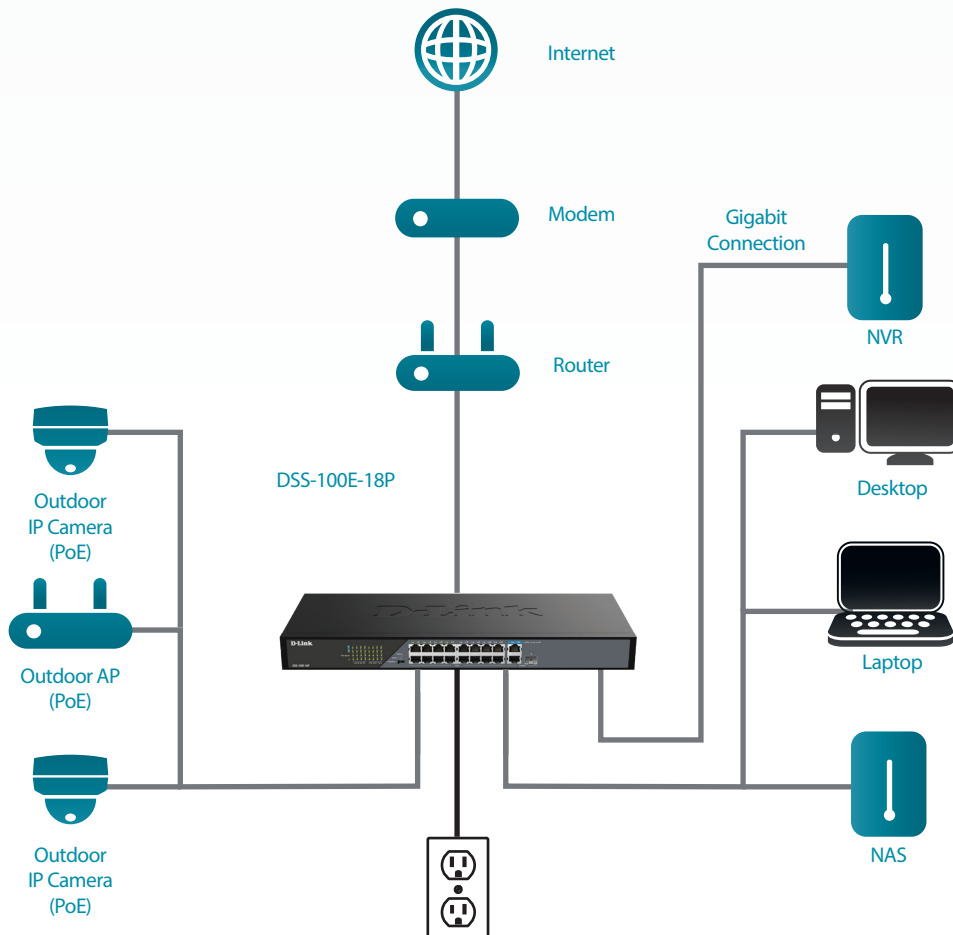 Internet
Modem
Gigabit
Connection
NVR
Router
DSS-100E-18P
Desktop
Outdoor
IP Camera
(PoE)
D-Link
D-Link
Outdoor AP
(PoE)
Laptop
Outdoor
IP Camera
(PoE)
NAS